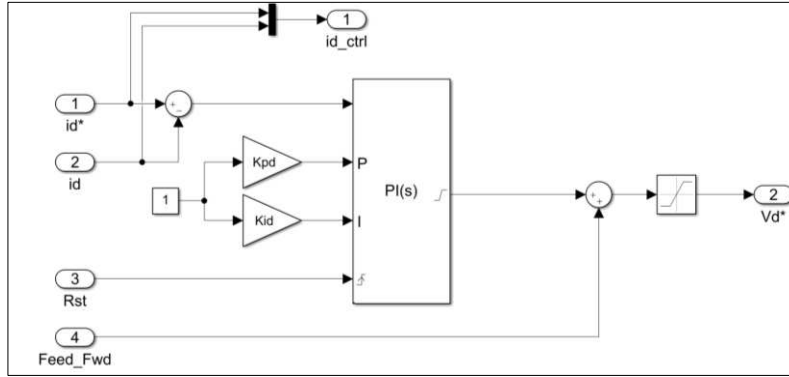 1
id_ctrl
1
id*
+
−
2
id
Kpd
P
PI(s)
1
Kid
I
+
+
2
Vd*
3
Rst
4
Feed_Fwd